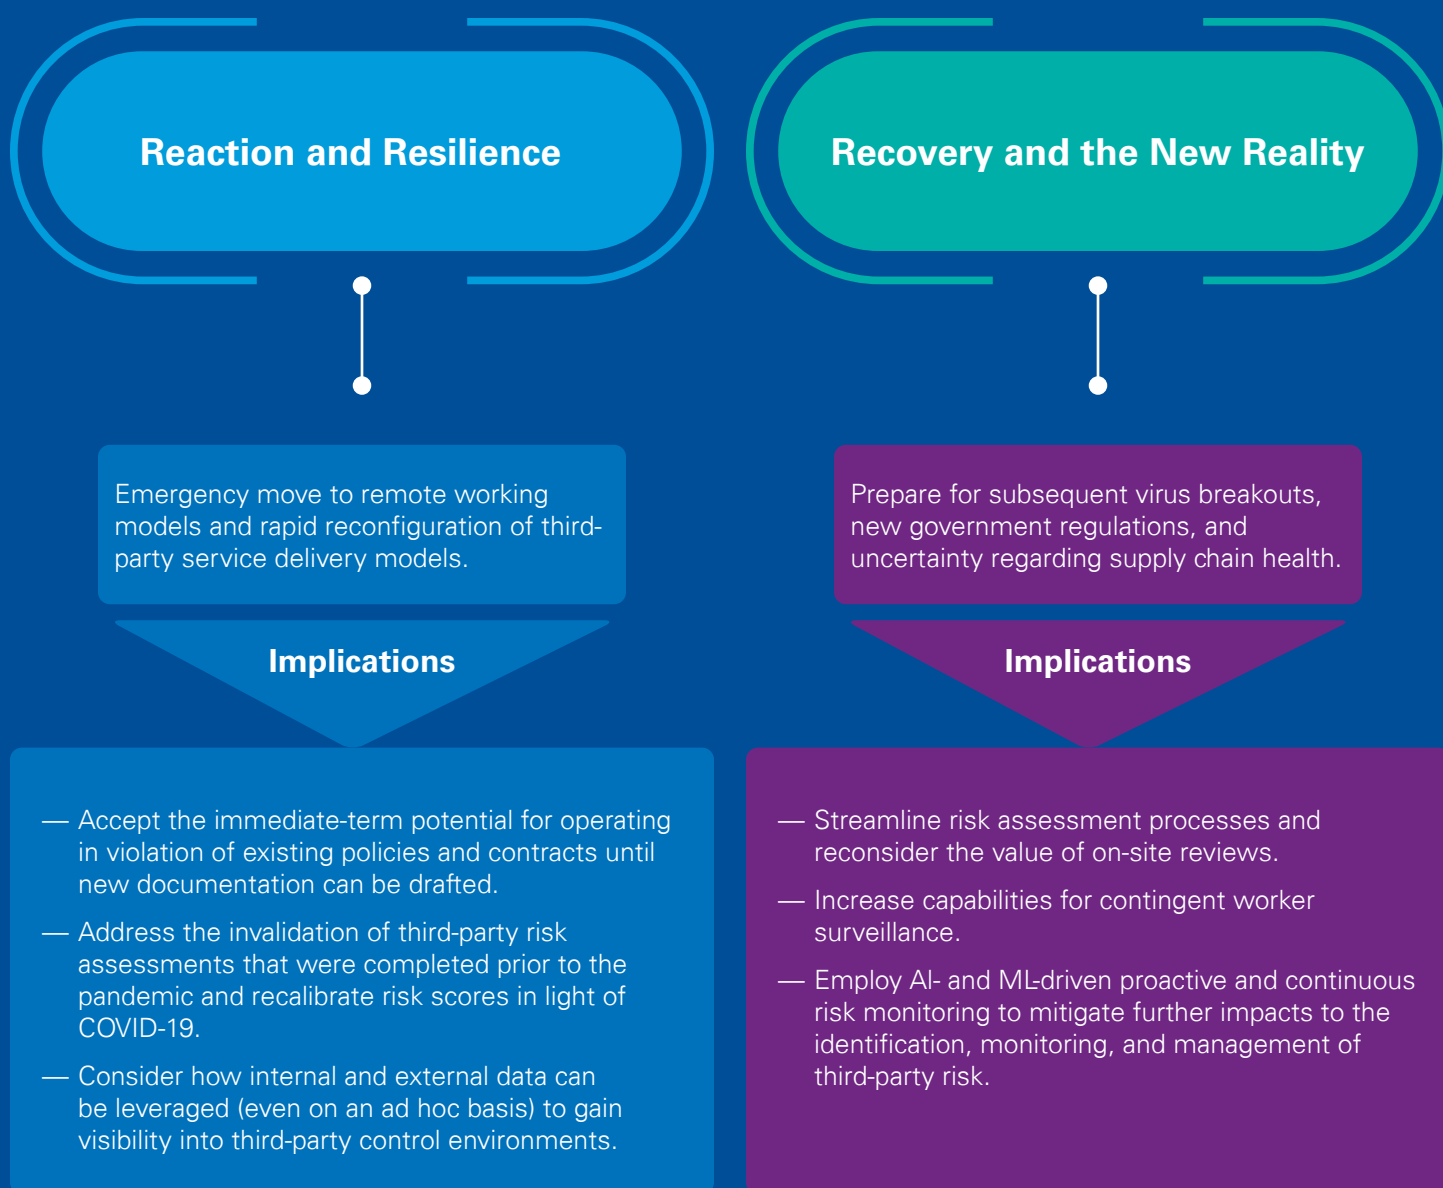 Reaction and Resilience
Emergency move to remote working
models and rapid reconfiguration of third-
party service delivery models.
Implications
— Accept the immediate-term potential for operating
in violation of existing policies and contracts until
new documentation can be drafted.
— Address the invalidation of third-party risk
assessments that were completed prior to the
pandemic and recalibrate risk scores in light of
COVID-19.
— Consider how internal and external data can
be leveraged (even on an ad hoc basis) to gain
visibility into third-party control environments.
Recovery and the New Reality
Prepare for subsequent virus breakouts,
new government regulations, and
uncertainty regarding supply chain health.
Implications
— Streamline risk assessment processes and
reconsider the value of on-site reviews.
— Increase capabilities for contingent worker
surveillance.
— Employ AI- and ML-driven proactive and continuous
risk monitoring to mitigate further impacts to the
identification, monitoring, and management of
third-party risk.